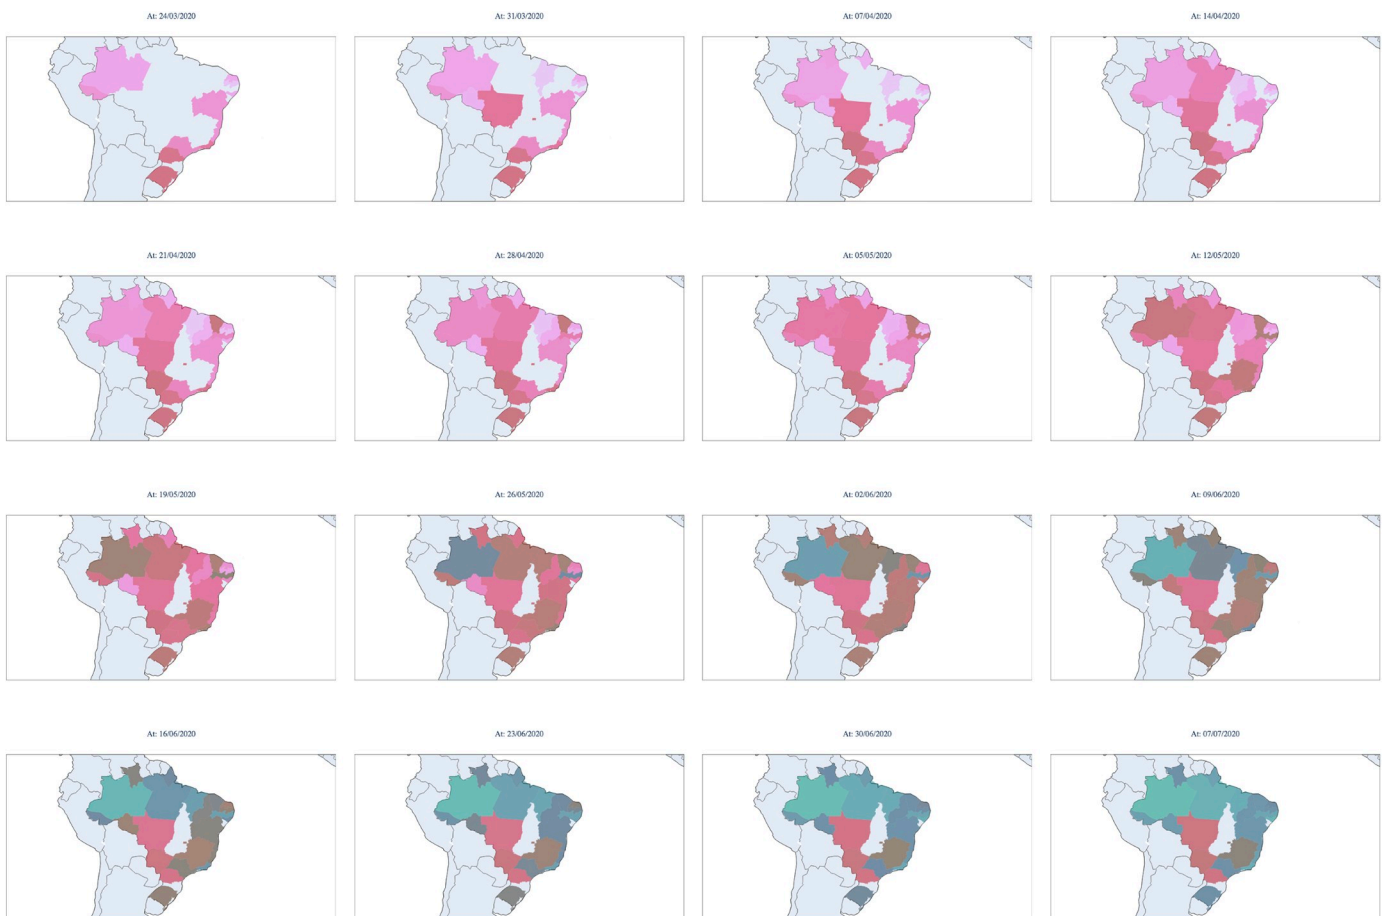 At: 24/03/2020
At: 31/03/2020
At: 07/04/2020
At: 14/04/2020
At: 21/04/2020
At: 28/04/2020
At: 05/05/2020
At: 12/05/2020
At: 19/05/2020
At: 26/05/2020
At: 02/06/2020
At: 09/06/2020
At: 16/06/2020
At: 23/06/2020
At: 30/06/2020
At: 07/07/2020